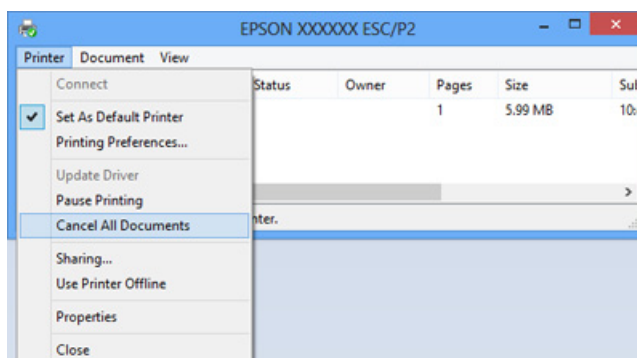 EPSON XXXXXX ESC/P2
Printer Document View
Status Owner Pages Size
1 5.99 MB
Connect
Set As Default Printer
Printing Preferences...
Update Driver
Pause Printing
Cancel All Documents
Sharing...
Use Printer Offline
Properties
Close